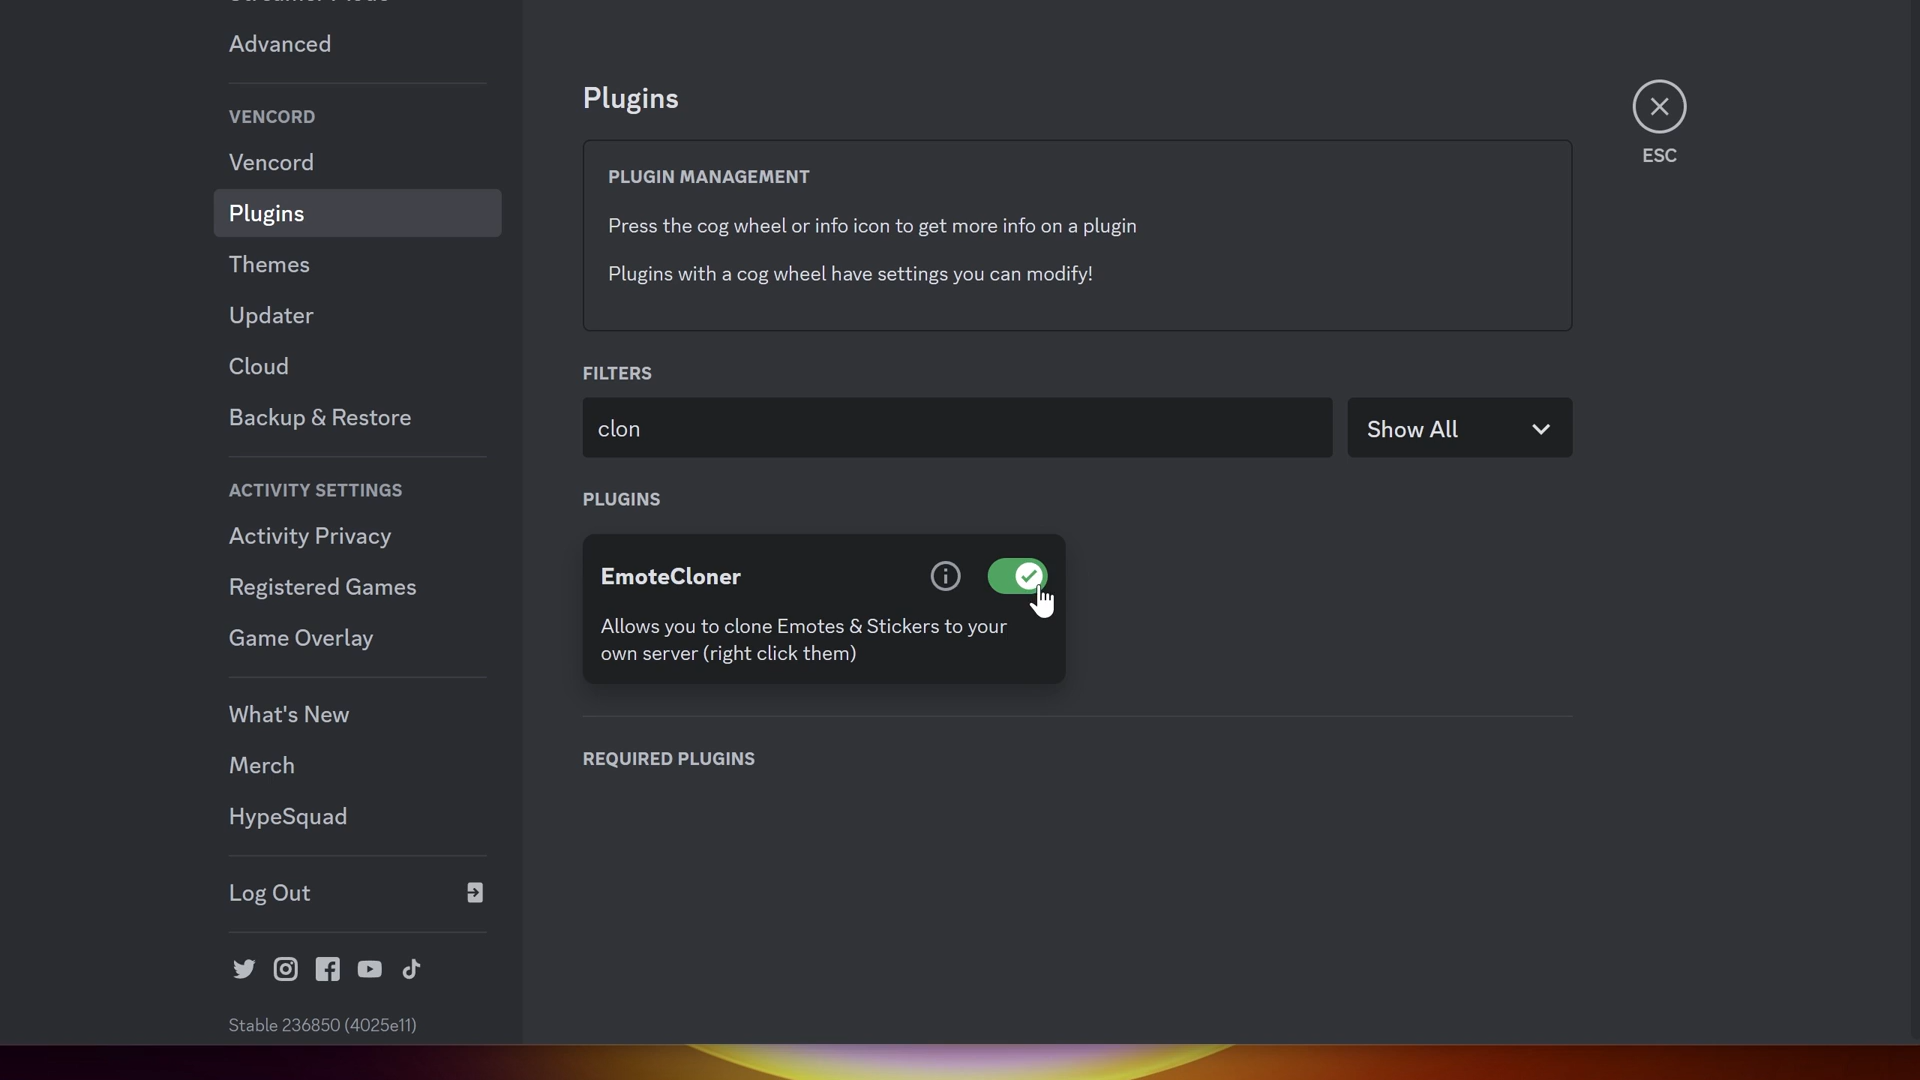 Advanced
VENCORD
Vencord
Plugins
Themes
Updater
Cloud
Backup & Restore
ACTIVITY SETTINGS
Activity Privacy
Registered Games
Game Overlay
What's New
Merch
HypeSquad
Log Out
Stable 236850 (4025e11)
Plugins
ESC
PLUGIN MANAGEMENT
Press the cog wheel or info icon to get more info on a plugin
Plugins with a cog wheel have settings you can modify!
FILTERS
clon
Show All
PLUGINS
EmoteCloner
Allows you to clone Emotes & Stickers to your
own server (right click them)
REQUIRED PLUGINS